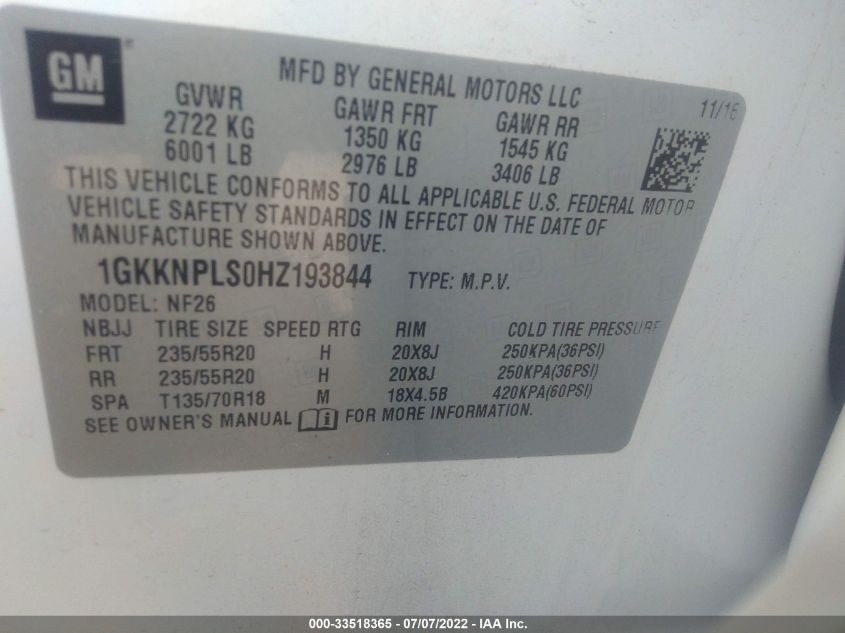 GM
MFD BY GENERAL MOTORS LLC
11/16
GVWR GAWR FRT GAWR RR
2722 KG 1350 KG 1545 KG
6001 LB 2976 LB 3406 LB
THIS VEHICLE CONFORMS TO ALL APPLICABLE U.S. FEDERAL MOTOR
VEHICLE SAFETY STANDARDS IN EFFECT ON THE DATE OF
MANUFACTURE SHOWN ABOVE.
1GKKNPLS0HZ193844 TYPE: M.P.V.
MODEL: NF26
NBJJ TIRE SIZE SPEED RTG RIM COLD TIRE PRESSURE
FRT 235/55R20 H 20X8J 250KPA(36PSI)
RR 235/55R20 H 20X8J 250KPA(36PSI)
SPA T135/70R18 M 18X4.5B 420KPA(60PSI)
SEE OWNER'S MANUAL i FOR MORE INFORMATION.
000-33518365 - 07/07/2022 - IAA Inc.